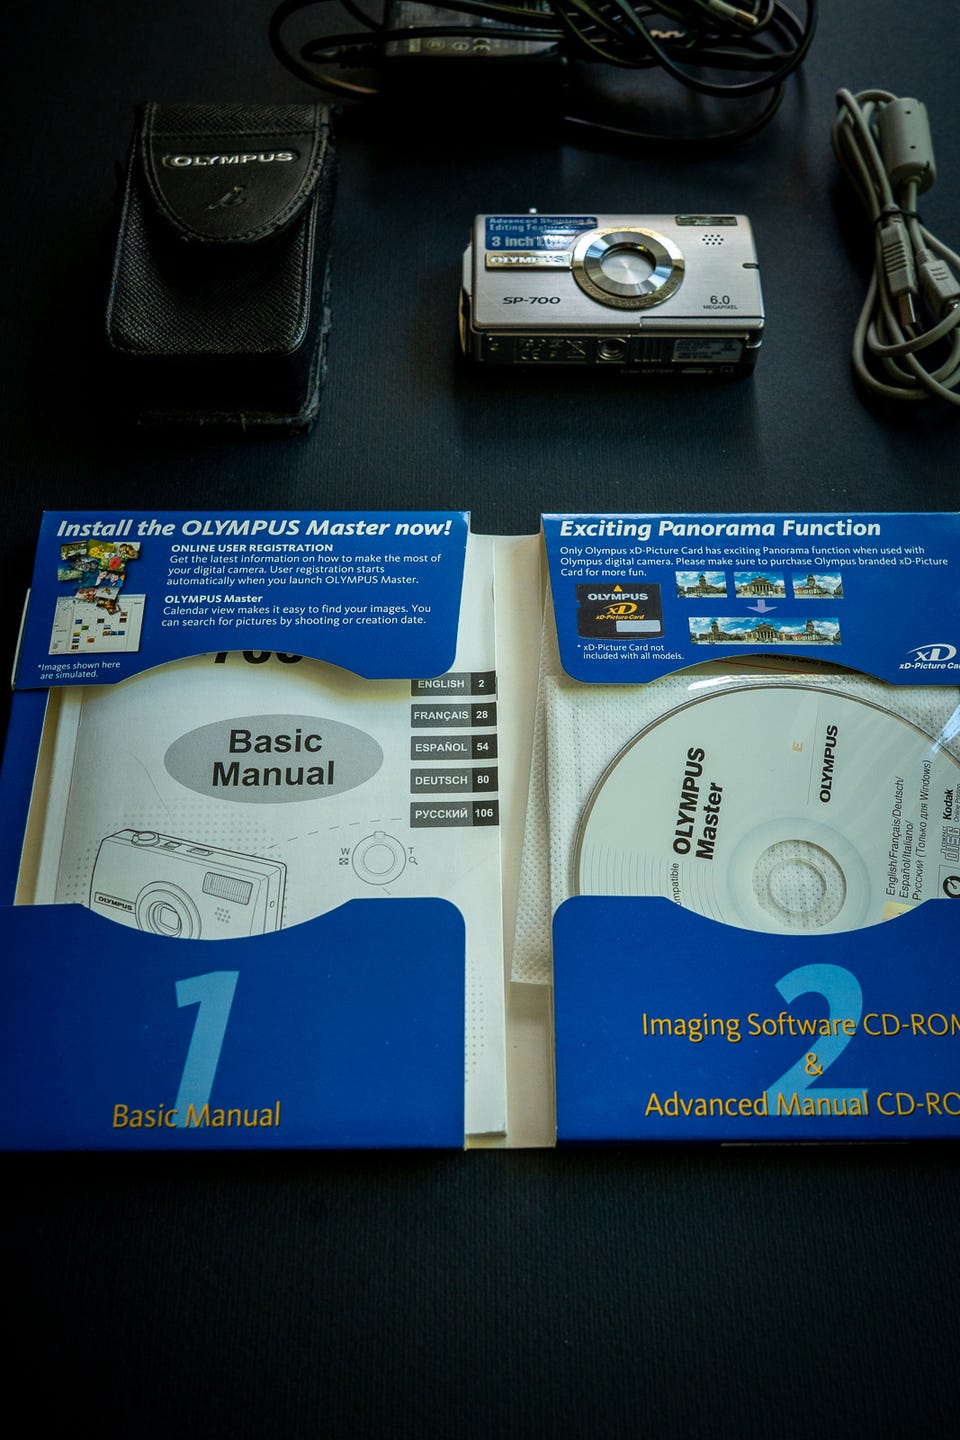 OLYMPUS
Advanced Shooting &
Editing Features
3 inch LCD
OLYMPUS
SP-700
6.0
MEGAPIXEL
Li-ion BATTERY
Install the OLYMPUS Master now!
ONLINE USER REGISTRATION
Get the latest information on how to make the most of
your digital camera. User registration starts
automatically when you launch OLYMPUS Master.
OLYMPUS Master
Calendar view makes it easy to find your images. You
can search for pictures by shooting or creation date.
*Images shown here
are simulated.
700
Basic
Manual
ENGLISH 2
FRANÇAIS 28
ESPAÑOL 54
DEUTSCH 80
РУССКИЙ 106
W T
OLYMPUS
1
Basic Manual
Exciting Panorama Function
Only Olympus xD-Picture Card has exciting Panorama function when used with
Olympus digital camera. Please make sure to purchase Olympus branded xD-Picture
Card for more fun.
OLYMPUS
xD
xD-Picture Card
* xD-Picture Card not
included with all models.
xD
xD-Picture Car
OLYMPUS
Master
E
OLYMPUS
English/Français/Deutsch/
Español/Italiano/
Русский (Только для Windows)
Kodak
disc
2
Imaging Software CD-ROM
&
Advanced Manual CD-RO